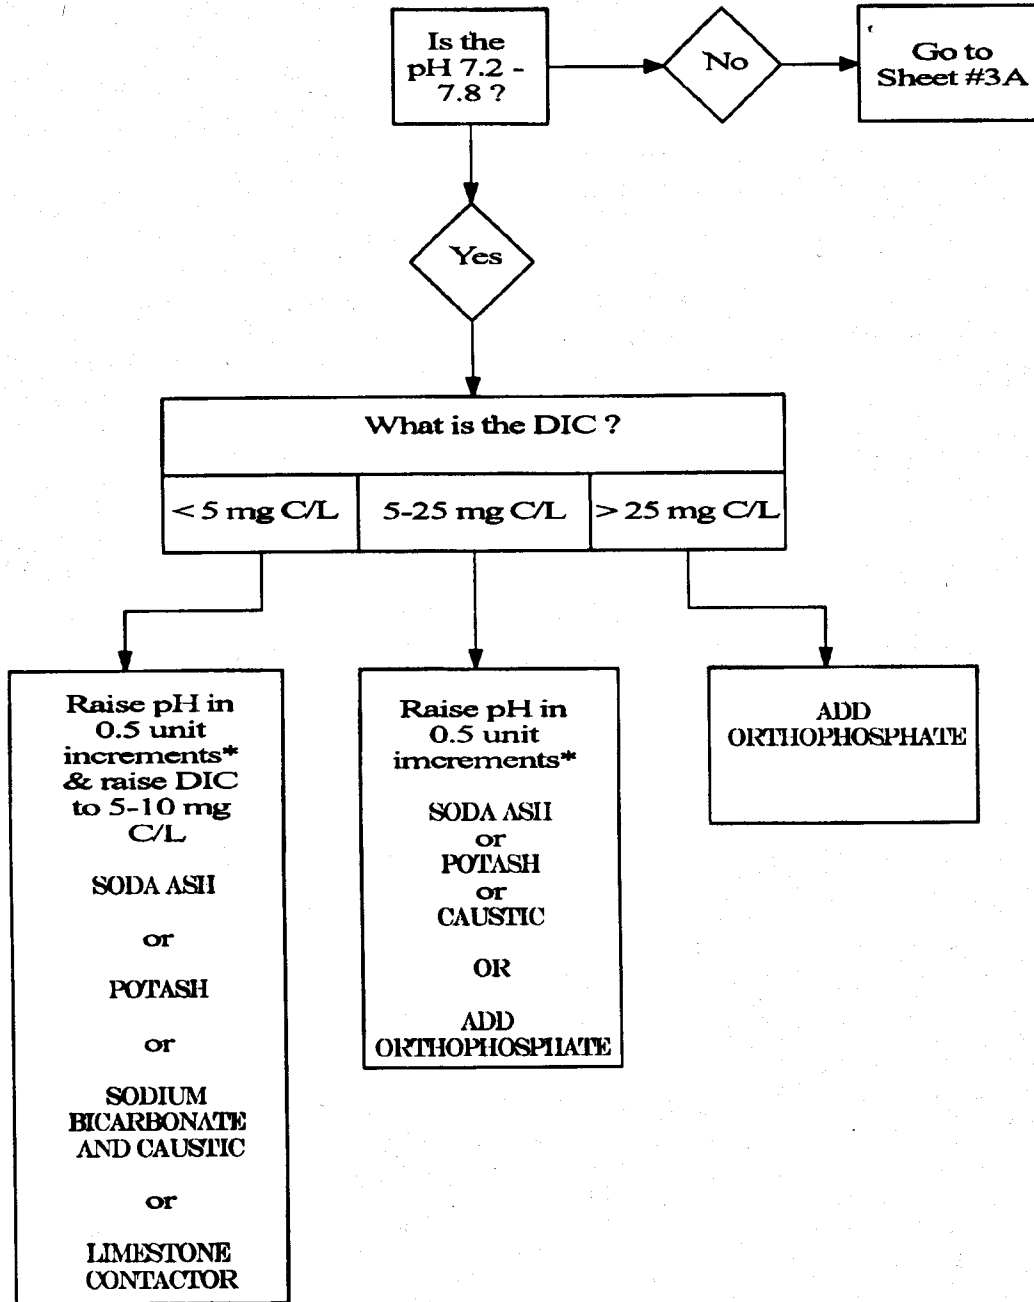 Is the
pH 7.2 -
7.8 ?
No
Go to
Sheet #3A
Yes
What is the DIC ?
< 5 mg C/L
5-25 mg C/L
> 25 mg C/L
Raise pH in
0.5 unit
increments*
& raise DIC
to 5-10 mg
C/L
SODA ASH
or
POTASH
or
SODIUM
BICARBONATE
AND CAUSTIC
or
LIMESTONE
CONTACTOR
Raise pH in
0.5 unit
imcrements*
SODA ASH
or
POTASH
or
CAUSTIC
OR
ADD
ORTHOPHOSPHATE
ADD
ORTHOPHOSPHATE